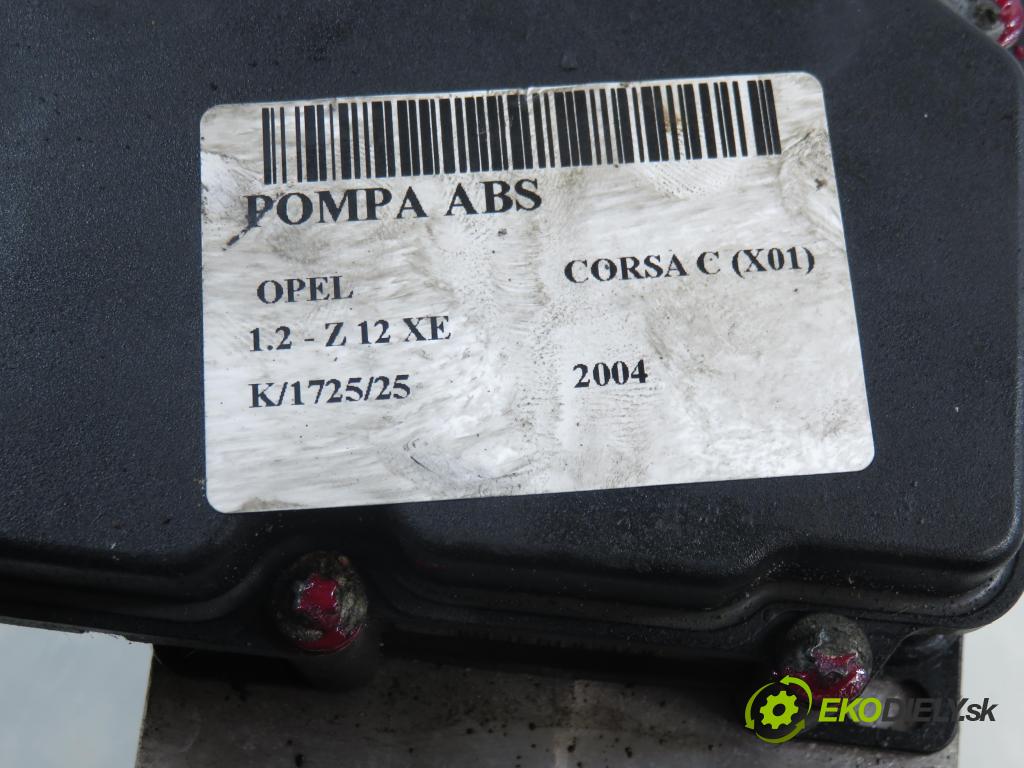 POMPA ABS
OPEL CORSA C (X01)
1.2 - Z 12 XE
K/1725/25 2004
EKODIELY.sk